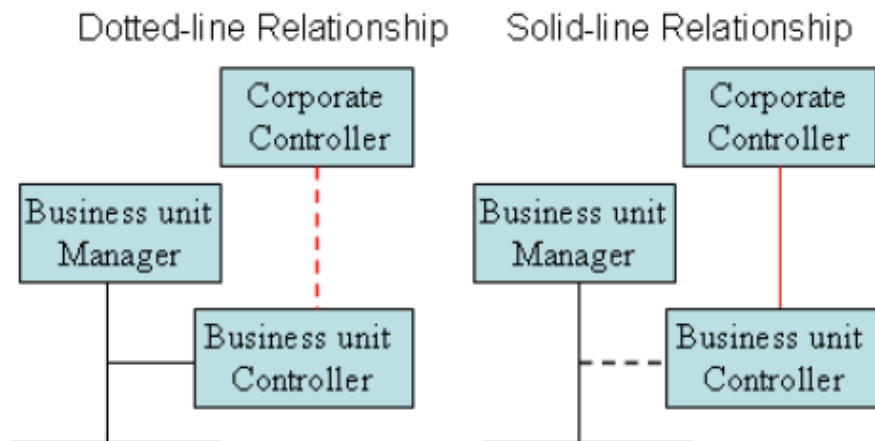 Dotted-line Relationship
Corporate
Controller
Business unit
Manager
Business unit
Controller
Solid-line Relationship
Corporate
Controller
Business unit
Manager
Business unit
Controller